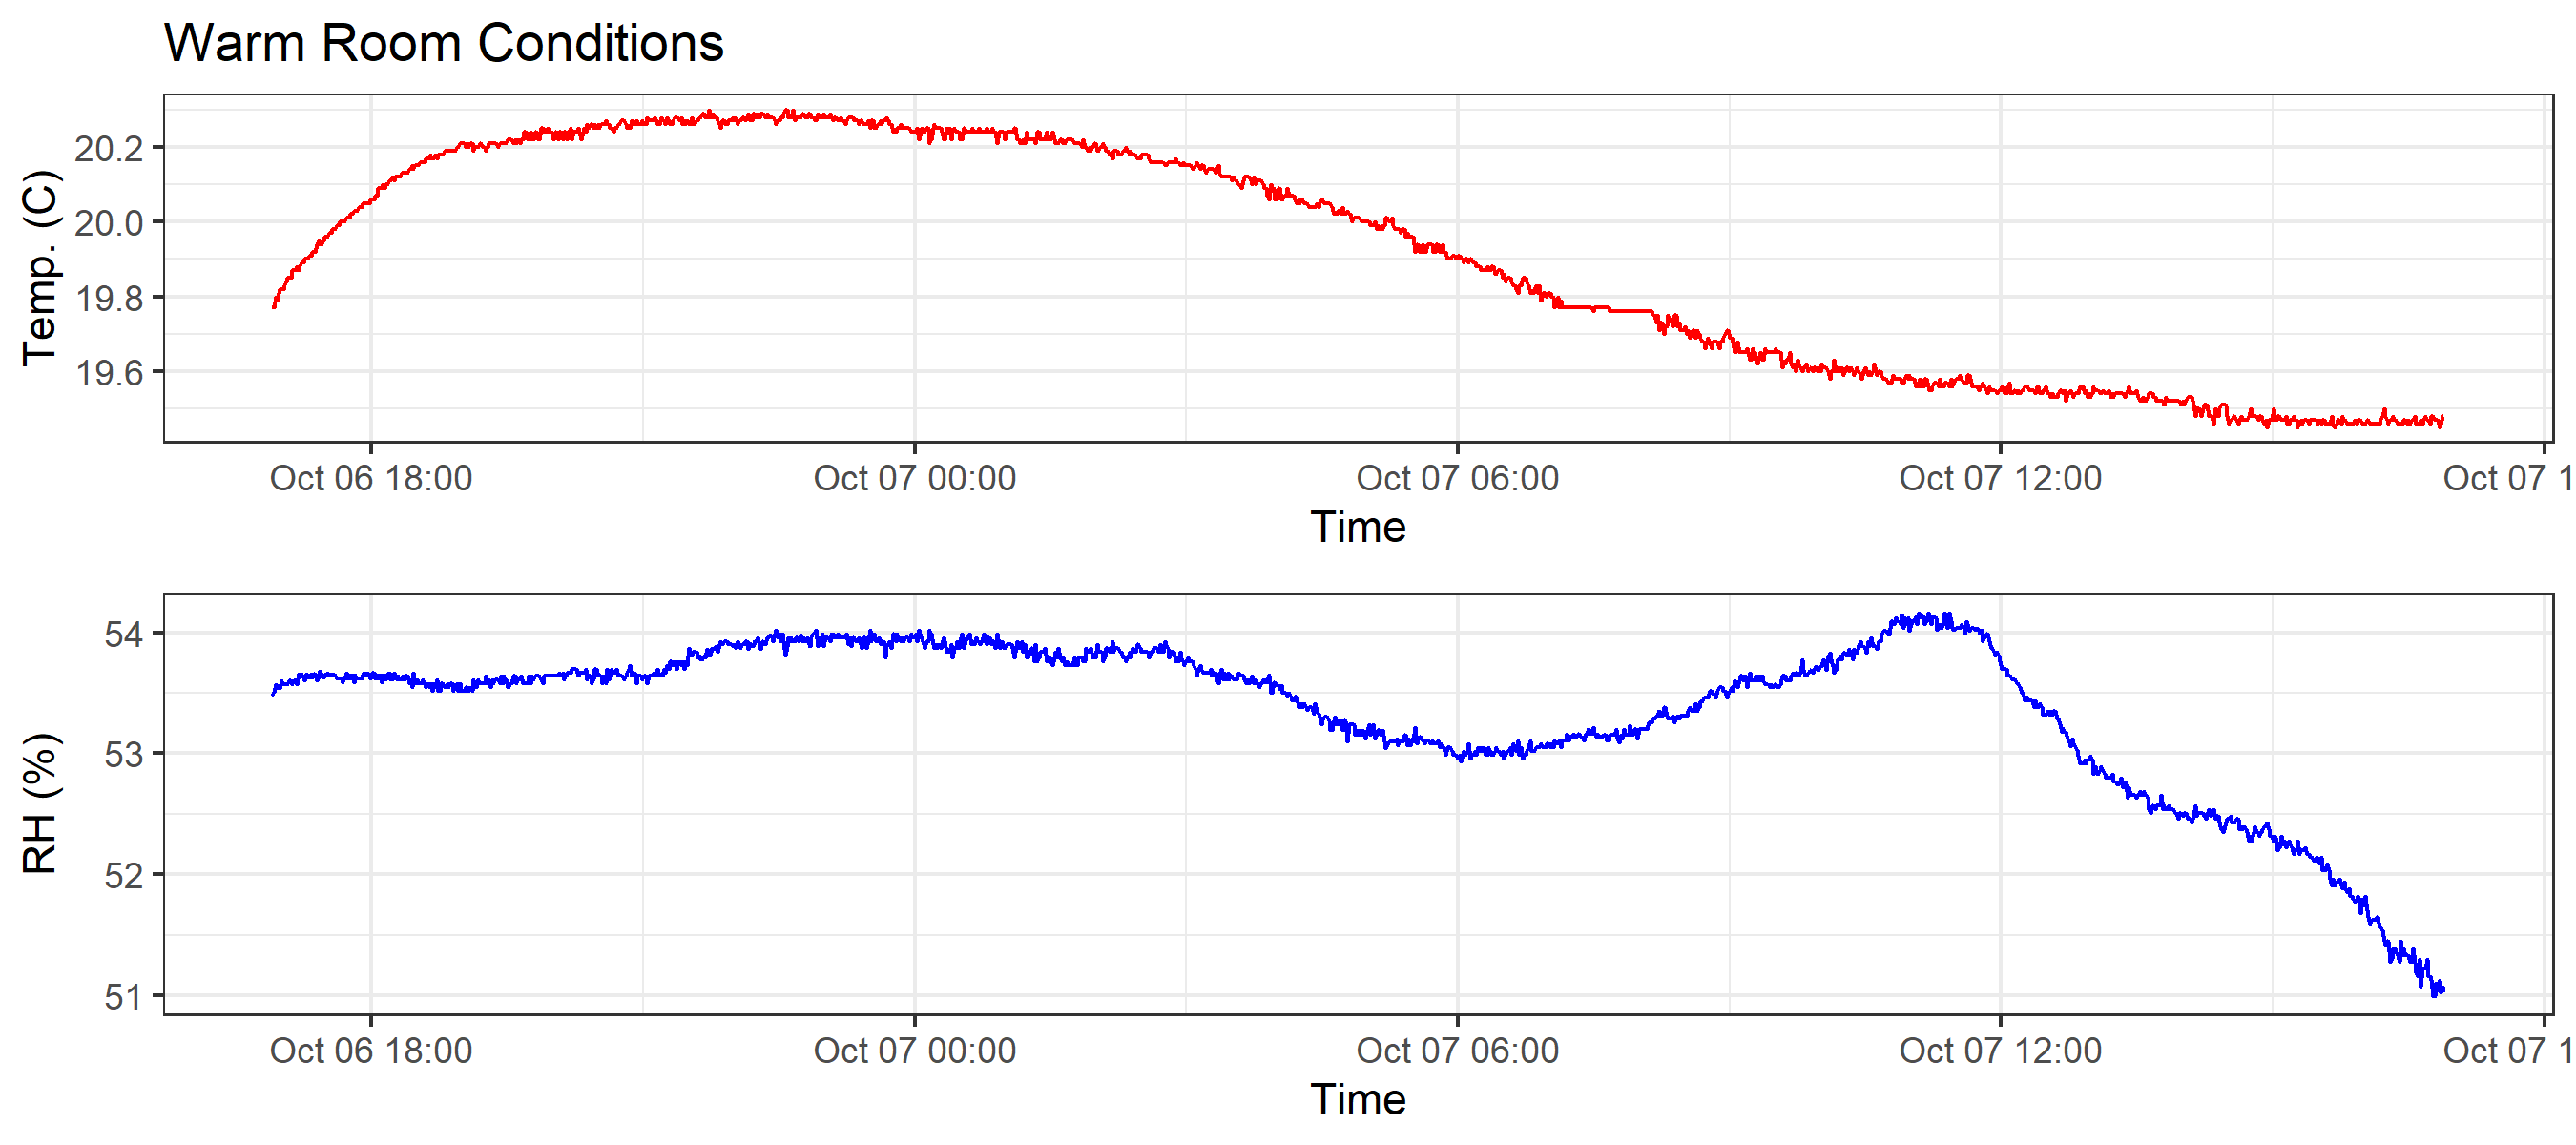 Warm Room Conditions
Temp. (C)
20.2
20.0
19.8
19.6
Oct 06 18:00 Oct 07 00:00 Oct 07 06:00 Oct 07 12:00 Oct 07 1
Time
RH (%)
54
53
52
51
Oct 06 18:00 Oct 07 00:00 Oct 07 06:00 Oct 07 12:00 Oct 07 1
Time